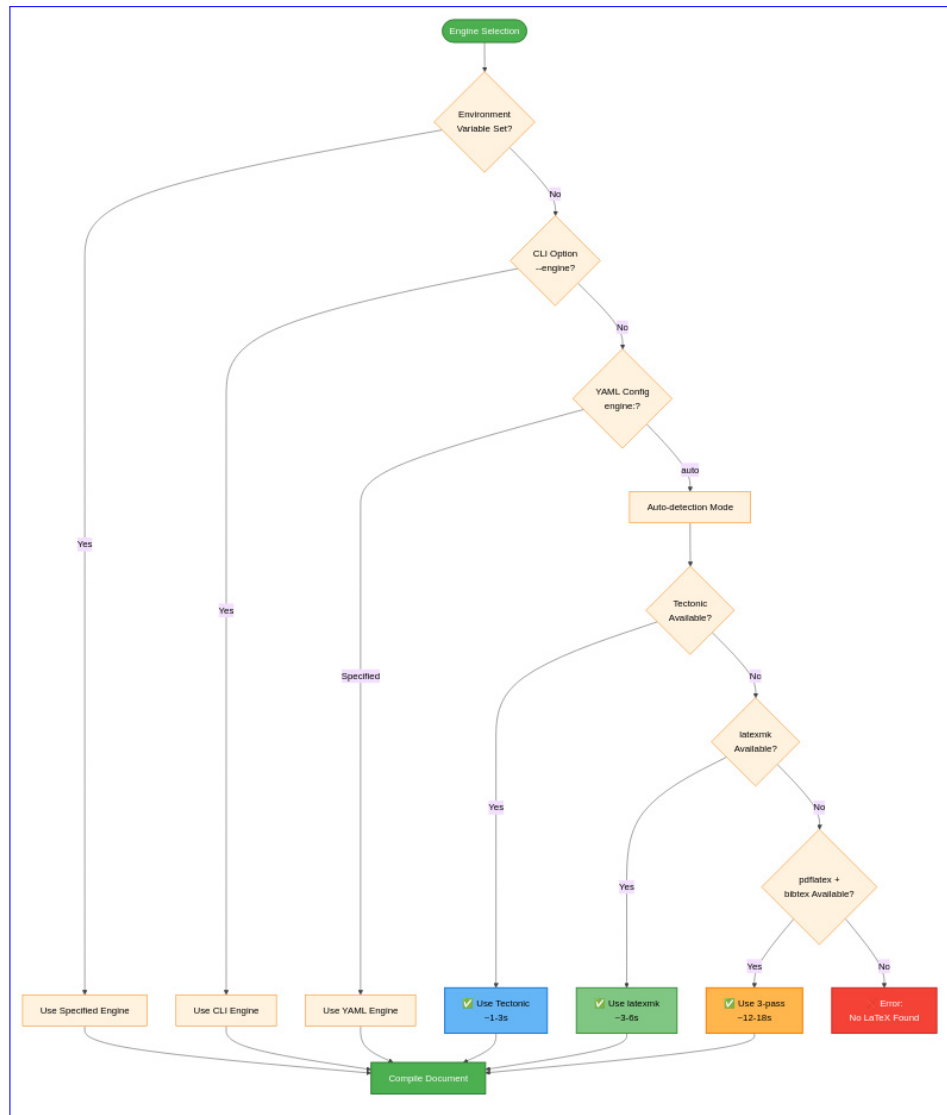 Engine Selection
Environment
Variable Set?
No
CLI Option
--engine?
No
YAML Config
engine:?
auto
Auto-detection Mode
Yes
Tectonic
Available?
Yes
Specified
No
latexmk
Available?
Yes
No
pdflatex +
bibtex Available?
Yes
Yes
No
Use Specified Engine
Use CLI Engine
Use YAML Engine
✅ Use Tectonic
~1-3s
✅ Use latexmk
~3-6s
✅ Use 3-pass
~12-18s
❌ Error:
No LaTeX Found
Compile Document